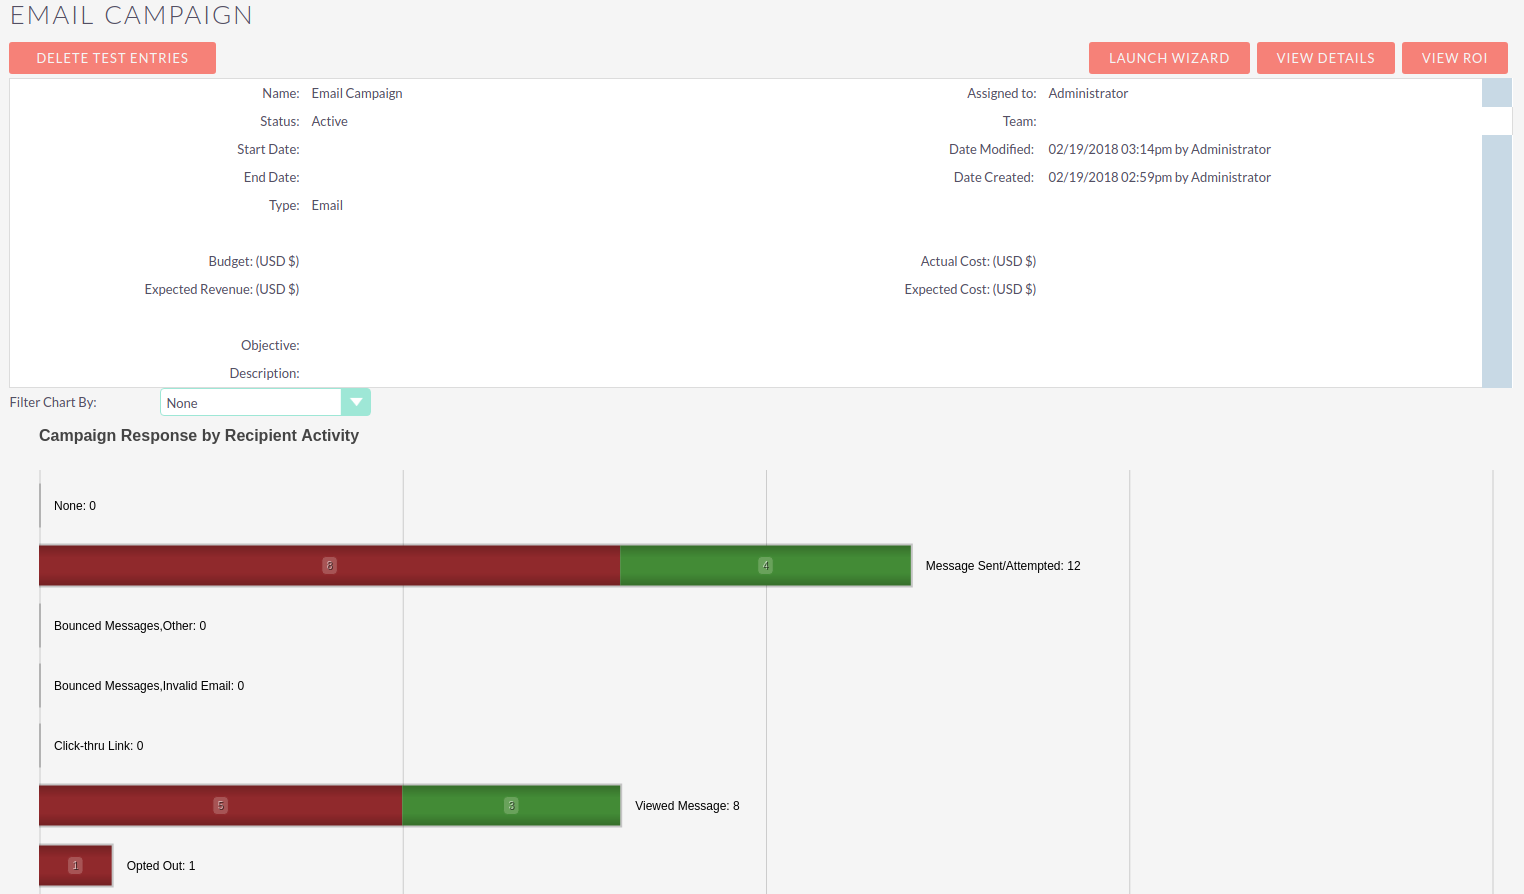 EMAIL CAMPAIGN
DELETE TEST ENTRIES LAUNCH WIZARD VIEW DETAILS VIEW ROI
Name: Email Campaign Assigned to: Administrator
Status: Active Team:
Start Date: Date Modified: 02/19/2018 03:14pm by Administrator
End Date: Date Created: 02/19/2018 02:59pm by Administrator
Type: Email
Budget: (USD $) Actual Cost: (USD $)
Expected Revenue: (USD $) Expected Cost: (USD $)
Objective:
Description:
Filter Chart By: None
Campaign Response by Recipient Activity
None: 0
8 4 Message Sent/Attempted: 12
Bounced Messages,Other: 0
Bounced Messages,Invalid Email: 0
Click-thru Link: 0
5 3 Viewed Message: 8
1 Opted Out: 1